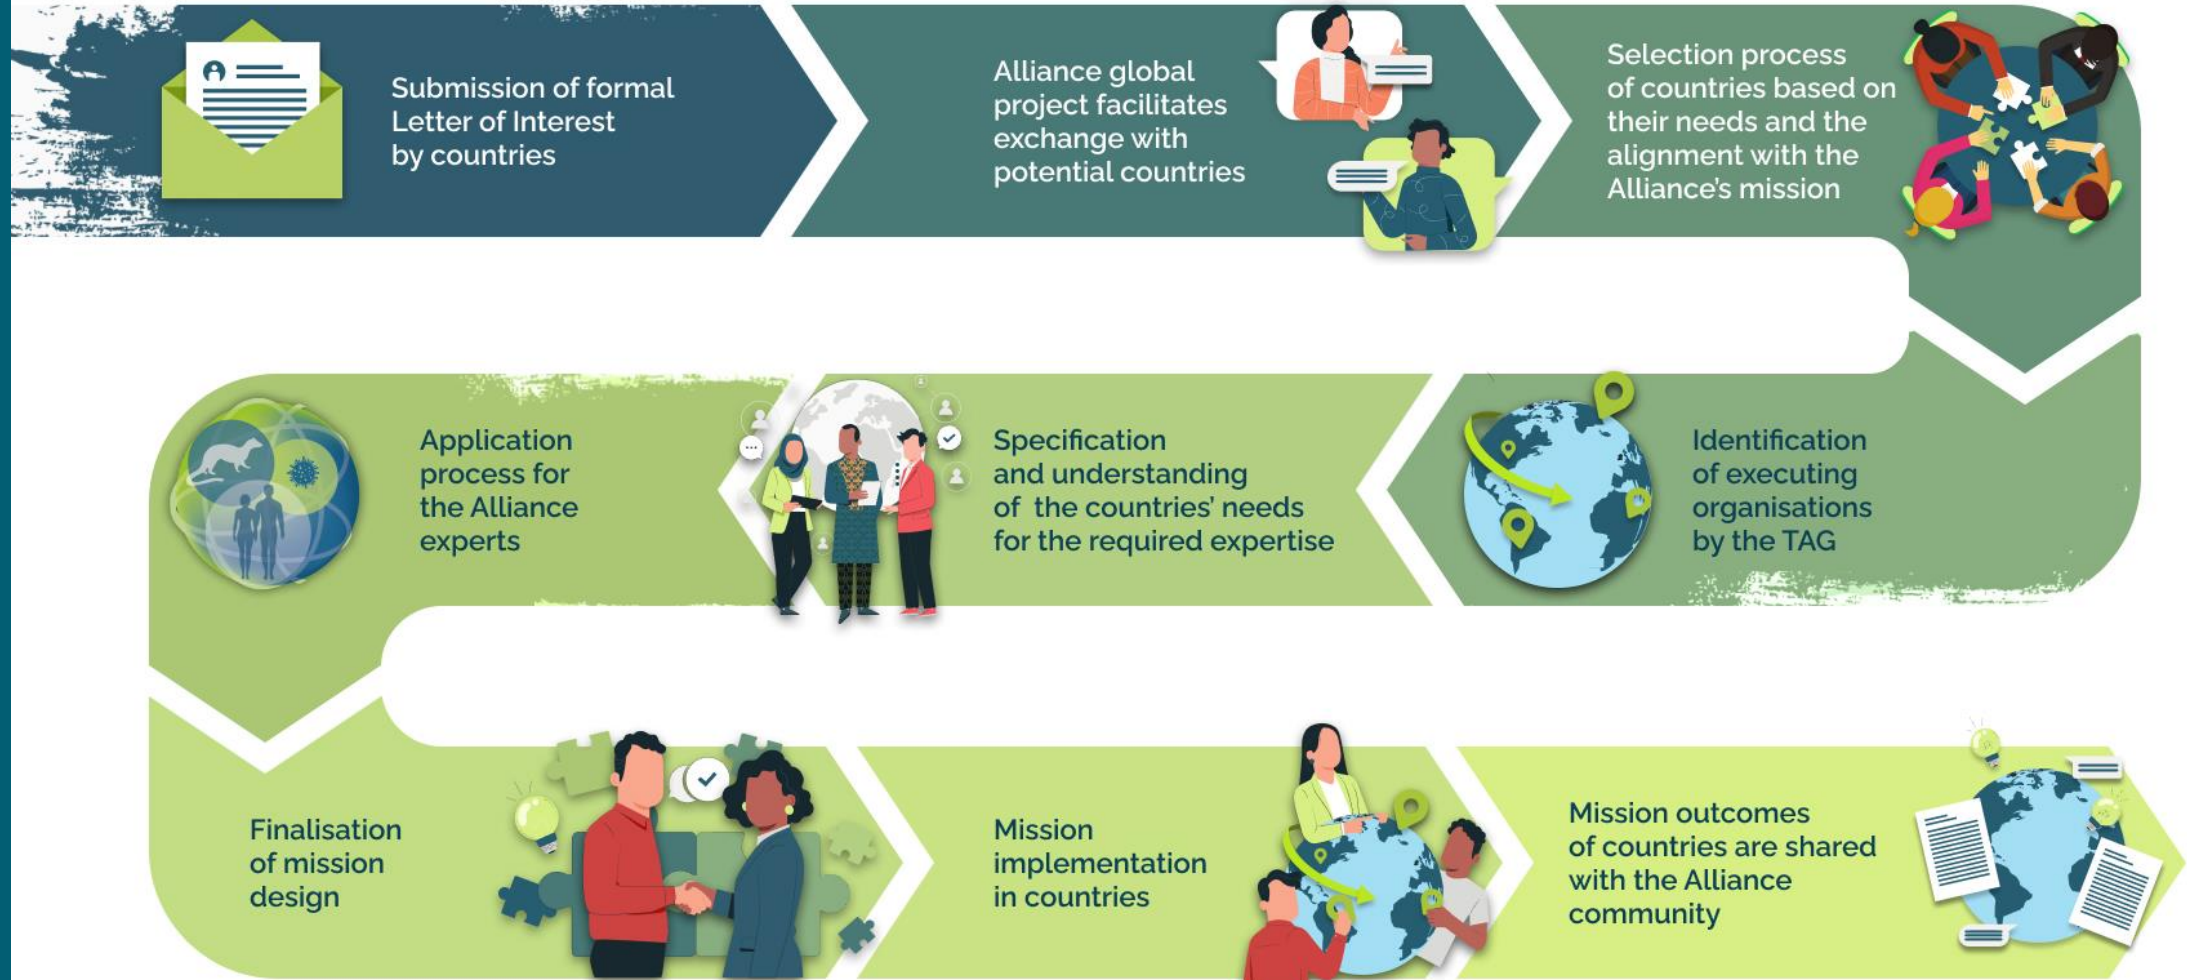 Submission of formal
Letter of Interest
by countries
Alliance global
project facilitates
exchange with
potential countries
Selection process
of countries based on
their needs and the
alignment with the
Alliance's mission
Identification
of executing
organisations
by the TAG
Specification
and understanding
of the countries' needs
for the required expertise
Application
process for
the Alliance
experts
Finalisation
of mission
design
Mission
implementation
in countries
Mission outcomes
of countries are shared
with the Alliance
community